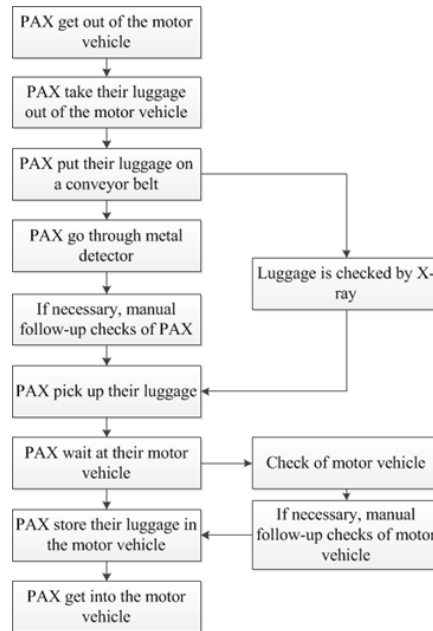 PAX get out of the motor
vehicle
PAX take their luggage
out of the motor vehicle
PAX put their luggage on
a conveyor belt
PAX go through metal
detector
Luggage is checked by X-
ray
If necessary, manual
follow-up checks of PAX
PAX pick up their luggage
PAX wait at their motor
vehicle
Check of motor vehicle
PAX store their luggage in
the motor vehicle
If necessary, manual
follow-up checks of motor
vehicle
PAX get into the motor
vehicle